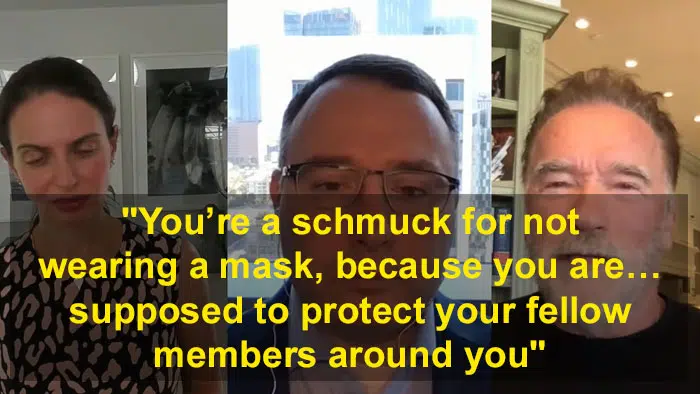 "You’re a schmuck for not
wearing a mask, because you are…
supposed to protect your fellow
members around you"